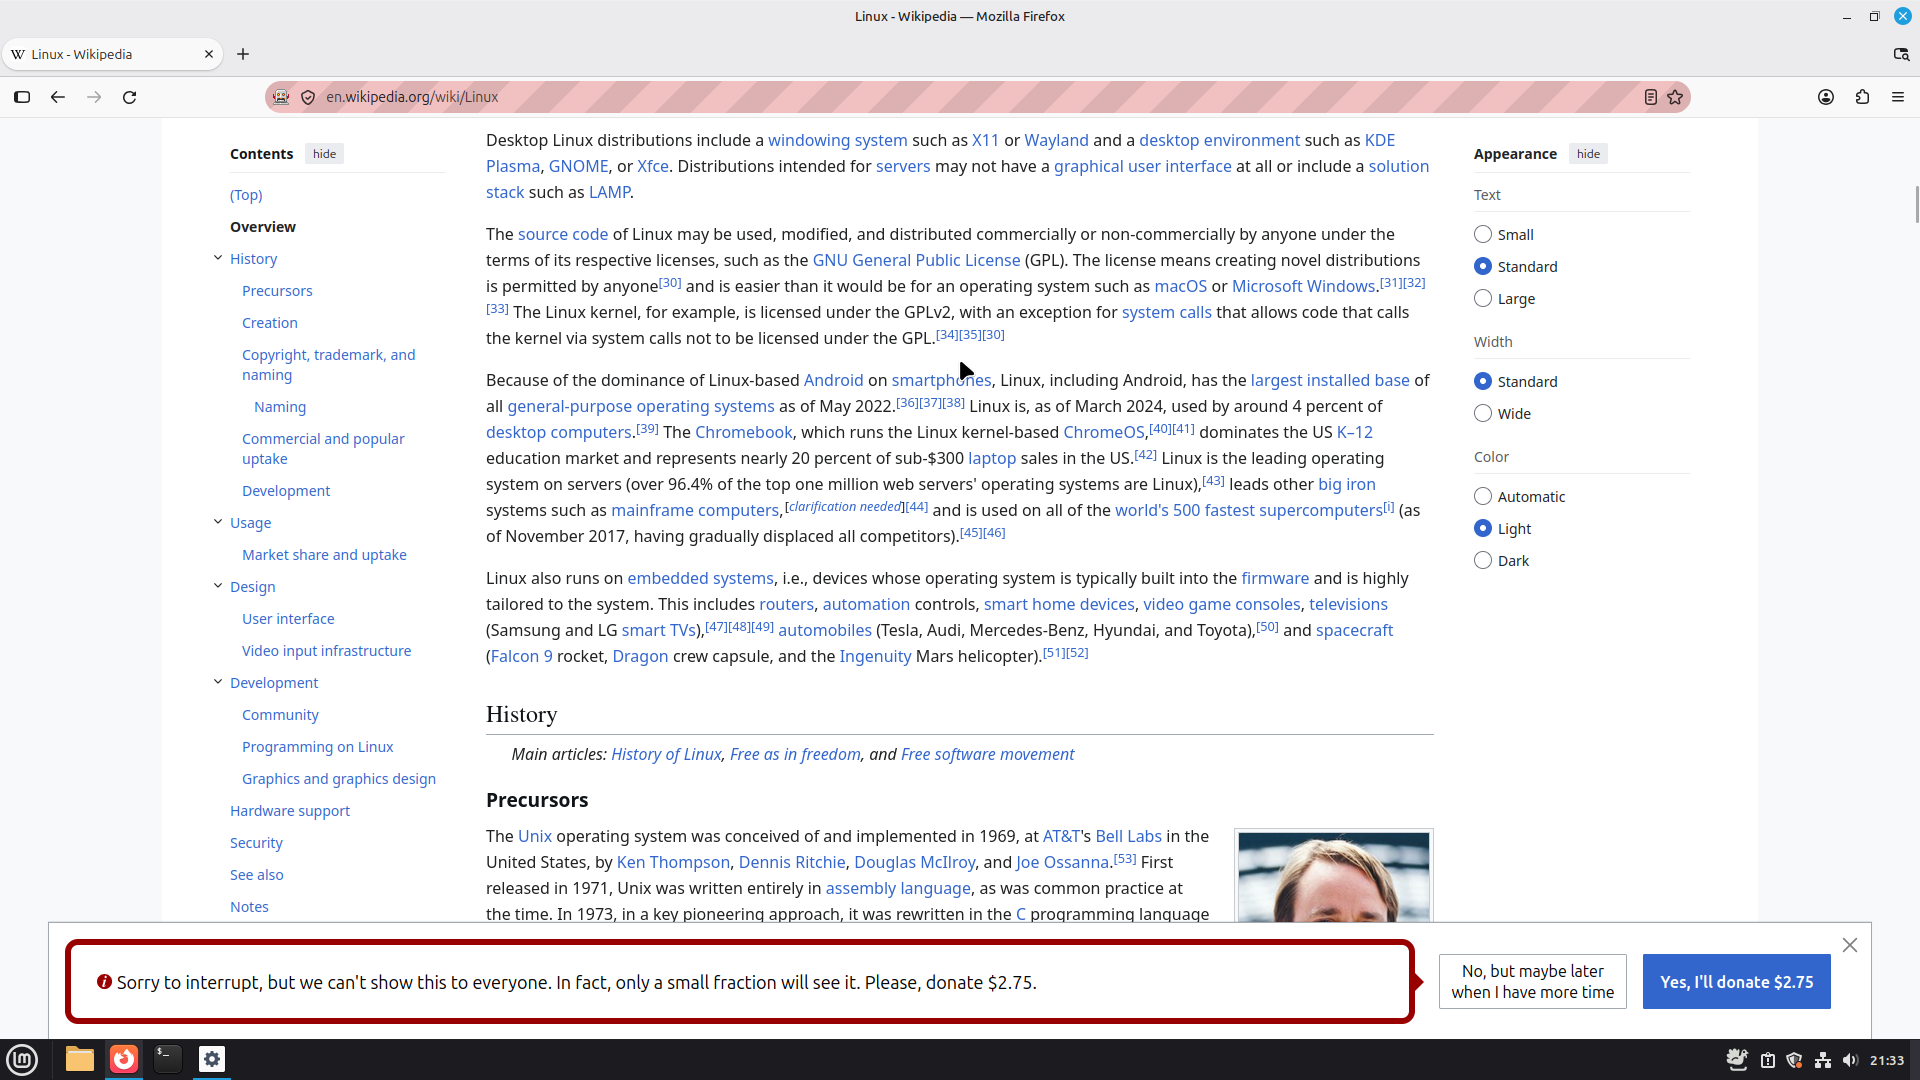 Linux - Wikipedia — Mozilla Firefox
Linux - Wikipedia
en.wikipedia.org/wiki/Linux
Contents hide
(Top)
Overview
History
Precursors
Creation
Copyright, trademark, and
naming
Naming
Commercial and popular
uptake
Development
Usage
Market share and uptake
Design
User interface
Video input infrastructure
Development
Community
Programming on Linux
Graphics and graphics design
Hardware support
Security
See also
Notes
Desktop Linux distributions include a windowing system such as X11 or Wayland and a desktop environment such as KDE
Plasma, GNOME, or Xfce. Distributions intended for servers may not have a graphical user interface at all or include a solution
stack such as LAMP.
The source code of Linux may be used, modified, and distributed commercially or non-commercially by anyone under the
terms of its respective licenses, such as the GNU General Public License (GPL). The license means creating novel distributions
is permitted by anyone[30] and is easier than it would be for an operating system such as macOS or Microsoft Windows.[31][32]
[33] The Linux kernel, for example, is licensed under the GPLv2, with an exception for system calls that allows code that calls
the kernel via system calls not to be licensed under the GPL.[34][35][30]
Because of the dominance of Linux-based Android on smartphones, Linux, including Android, has the largest installed base of
all general-purpose operating systems as of May 2022.[36][37][38] Linux is, as of March 2024, used by around 4 percent of
desktop computers.[39] The Chromebook, which runs the Linux kernel-based ChromeOS,[40][41] dominates the US K–12
education market and represents nearly 20 percent of sub-$300 laptop sales in the US.[42] Linux is the leading operating
system on servers (over 96.4% of the top one million web servers' operating systems are Linux),[43] leads other big iron
systems such as mainframe computers,[clarification needed][44] and is used on all of the world's 500 fastest supercomputers[i] (as
of November 2017, having gradually displaced all competitors).[45][46]
Linux also runs on embedded systems, i.e., devices whose operating system is typically built into the firmware and is highly
tailored to the system. This includes routers, automation controls, smart home devices, video game consoles, televisions
(Samsung and LG smart TVs),[47][48][49] automobiles (Tesla, Audi, Mercedes-Benz, Hyundai, and Toyota),[50] and spacecraft
(Falcon 9 rocket, Dragon crew capsule, and the Ingenuity Mars helicopter).[51][52]
History
Main articles: History of Linux, Free as in freedom, and Free software movement
Precursors
The Unix operating system was conceived of and implemented in 1969, at AT&T's Bell Labs in the
United States, by Ken Thompson, Dennis Ritchie, Douglas McIlroy, and Joe Ossanna.[53] First
released in 1971, Unix was written entirely in assembly language, as was common practice at
the time. In 1973, in a key pioneering approach, it was rewritten in the C programming language
Appearance hide
Text
Small
Standard
Large
Width
Standard
Wide
Color
Automatic
Light
Dark
Sorry to interrupt, but we can't show this to everyone. In fact, only a small fraction will see it. Please, donate $2.75.
No, but maybe later
when I have more time
Yes, I'll donate $2.75
21:33